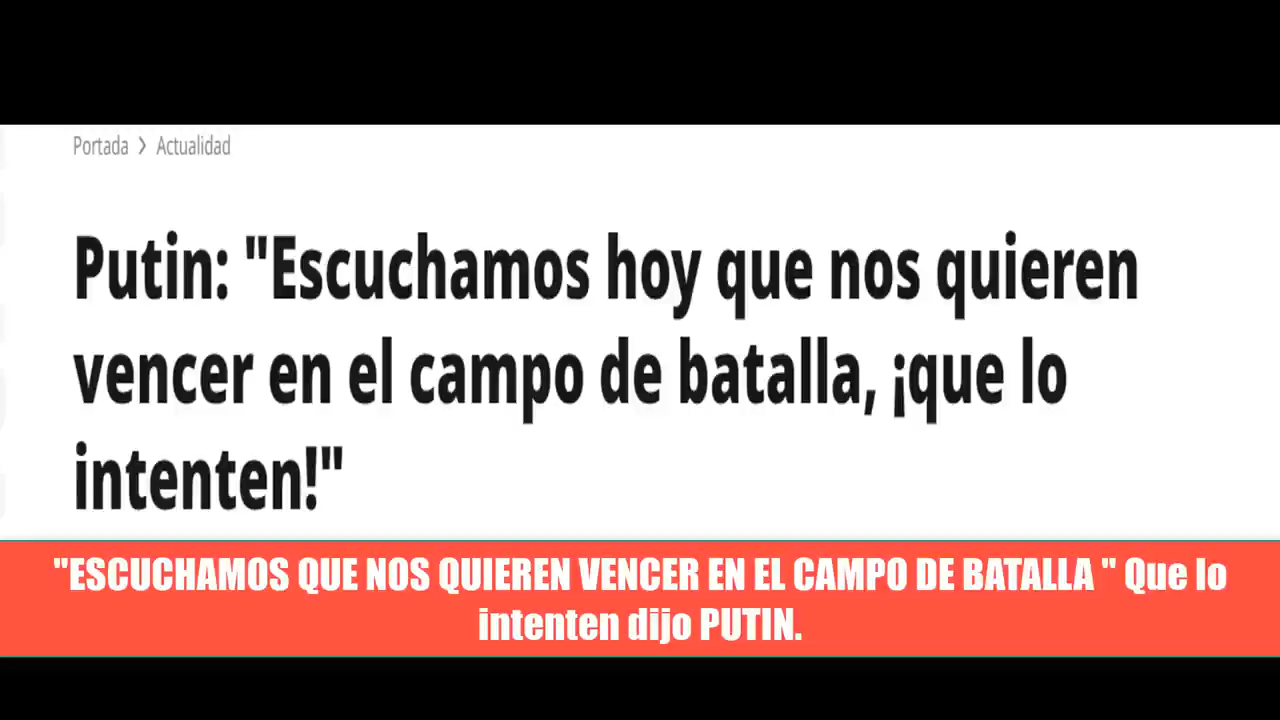 Portada > Actualidad
Putin: "Escuchamos hoy que nos quieren
vencer en el campo de batalla, ¡que lo
intenten!"
"ESCUCHAMOS QUE NOS QUIEREN VENCER EN EL CAMPO DE BATALLA " Que lo
intenten dijo PUTIN.